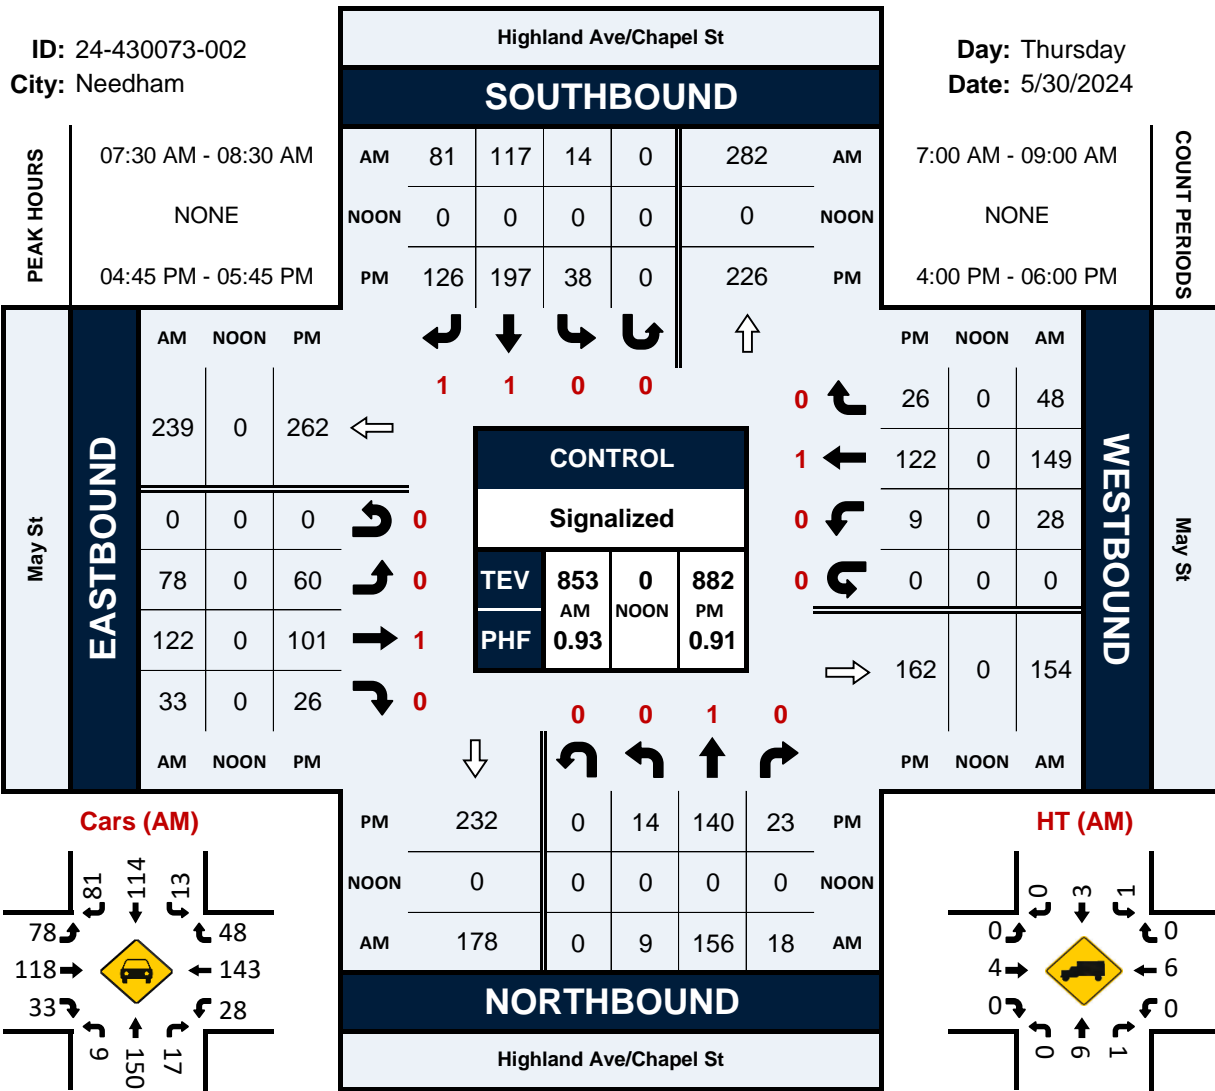 Highland Ave/Chapel St
ID: 24-430073-002
Day: Thursday
City: Needham
Date: 5/30/2024
SOUTHBOUND
PEAK HOURS
07:30 AM - 08:30 AM
NONE
04:45 PM - 05:45 PM
AM 81 117 14 0 282 AM
NOON 0 0 0 0 0 NOON
PM 126 197 38 0 226 PM
7:00 AM - 09:00 AM
NONE
4:00 PM - 06:00 PM
COUNT PERIODS
1 1 0 0
May St
EASTBOUND
AM NOON PM
239 0 262
0 0 0 0
78 0 60 0
122 0 101 1
33 0 26 0
AM NOON PM
CONTROL
Signalized
TEV 853 0 882
AM NOON PM
PHF 0.93 0.91
PM NOON AM
0 26 0 48
1 122 0 149
0 9 0 28
0 0 0 0
162 0 154
PM NOON AM
WESTBOUND
May St
0 0 1 0
PM 232 0 14 140 23 PM
NOON 0 0 0 0 0 NOON
AM 178 0 9 156 18 AM
NORTHBOUND
Highland Ave/Chapel St
Cars (AM)
81 114 13
78 48
118 143
33 28
9 150 17
HT (AM)
0 3 1
0 0
4 6
0 0
0 6 1